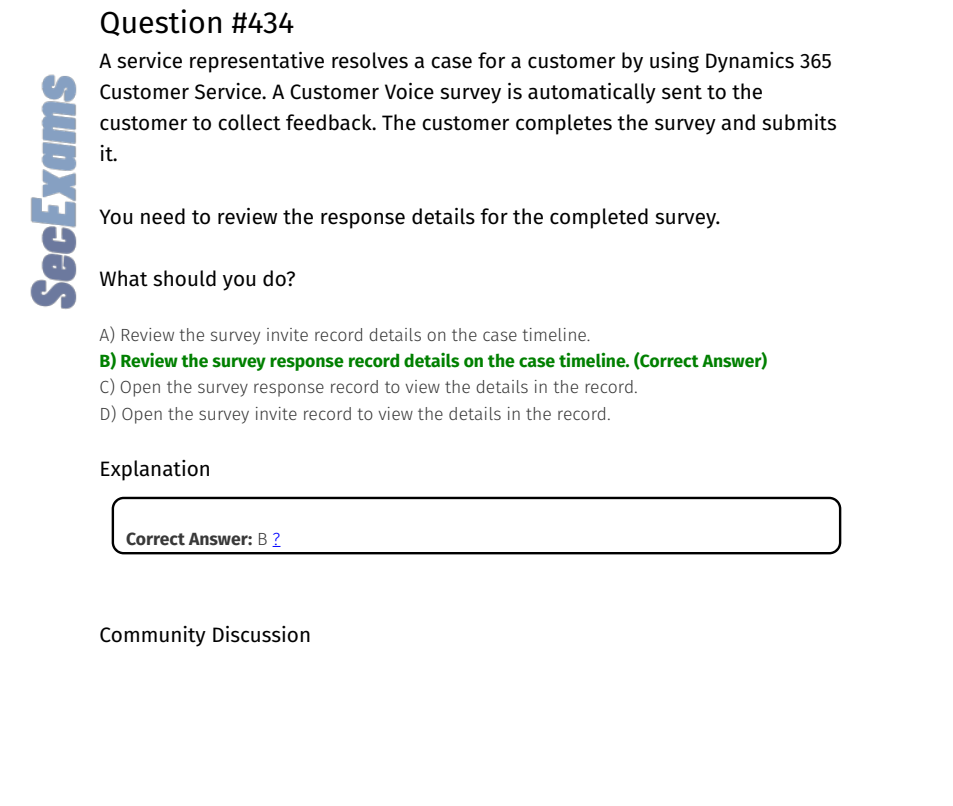 Question #434
A service representative resolves a case for a customer by using Dynamics 365
Customer Service. A Customer Voice survey is automatically sent to the
customer to collect feedback. The customer completes the survey and submits
it.
You need to review the response details for the completed survey.
What should you do?
A) Review the survey invite record details on the case timeline.
B) Review the survey response record details on the case timeline. (Correct Answer)
C) Open the survey response record to view the details in the record.
D) Open the survey invite record to view the details in the record.
Explanation
Correct Answer: B ?
Community Discussion
SecExams